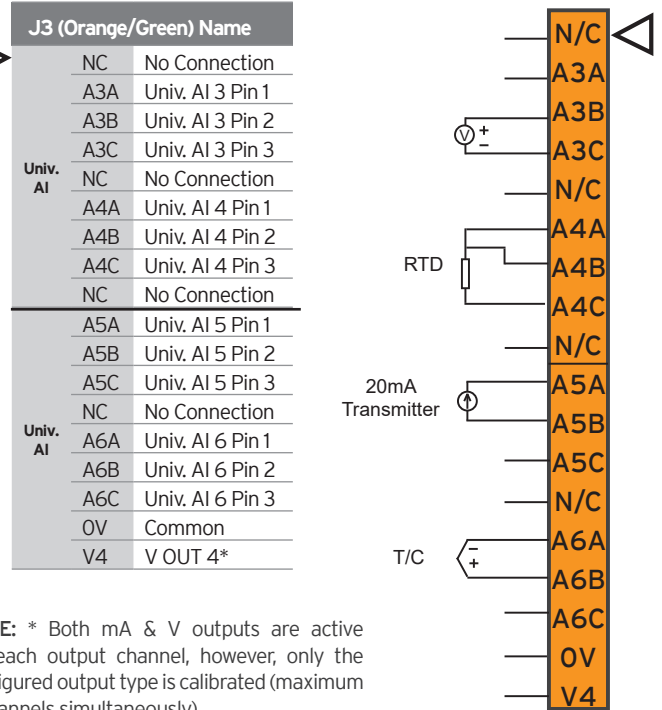 J3 (Orange/Green) Name
NC No Connection
A3A Univ. AI 3 Pin 1
A3B Univ. AI 3 Pin 2
A3C Univ. AI 3 Pin 3
Univ. AI
NC No Connection
A4A Univ. AI 4 Pin 1
A4B Univ. AI 4 Pin 2
A4C Univ. AI 4 Pin 3
NC No Connection
A5A Univ. AI 5 Pin 1
A5B Univ. AI 5 Pin 2
A5C Univ. AI 5 Pin 3
NC No Connection
Univ. AI
A6A Univ. AI 6 Pin 1
A6B Univ. AI 6 Pin 2
A6C Univ. AI 6 Pin 3
0V Common
V4 V OUT 4*
E: * Both mA & V outputs are active
each output channel, however, only the
igured output type is calibrated (maximum
annels simultaneously)
N/C
A3A
A3B
V + −
A3C
N/C
A4A
RTD
A4B
A4C
N/C
20mA
Transmitter
A5A
A5B
A5C
N/C
A6A
T/C − +
A6B
A6C
0V
V4